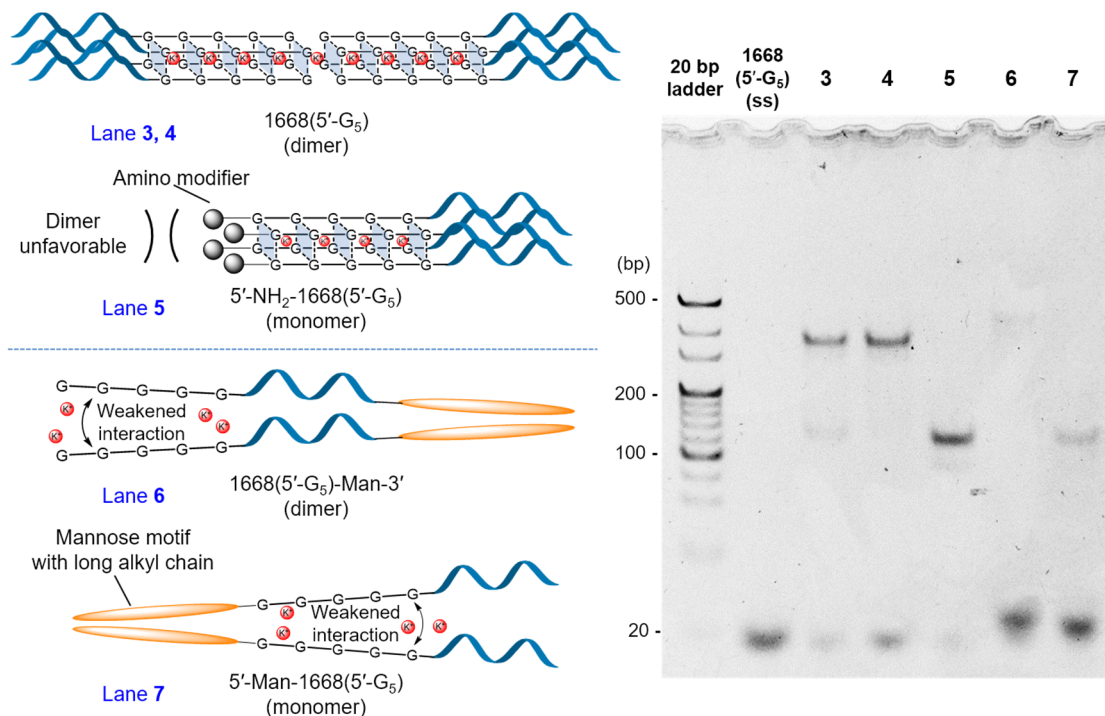 G G G G G G G G G G G
K+ K+ K+ K+ K+ K+ K+ K+ K+
1668(5′-G5)
(dimer)
Lane 3, 4
Amino modifier
Dimer
unfavorable
G G G G G
K+ K+ K+ K+
5′-NH2-1668(5′-G5)
(monomer)
Lane 5
G G G G G
K+ K+ K+ K+
Weakened
interaction
G G G G G
1668(5′-G5)-Man-3′
(dimer)
Lane 6
Mannose motif
with long alkyl chain
G G G G G
K+ K+ K+ K+
Weakened
interaction
G G G G G
5′-Man-1668(5′-G5)
(monomer)
Lane 7
20 bp
ladder
1668
(5′-G5)
(ss)
3 4 5 6 7
(bp)
500 -
200 -
100 -
20 -